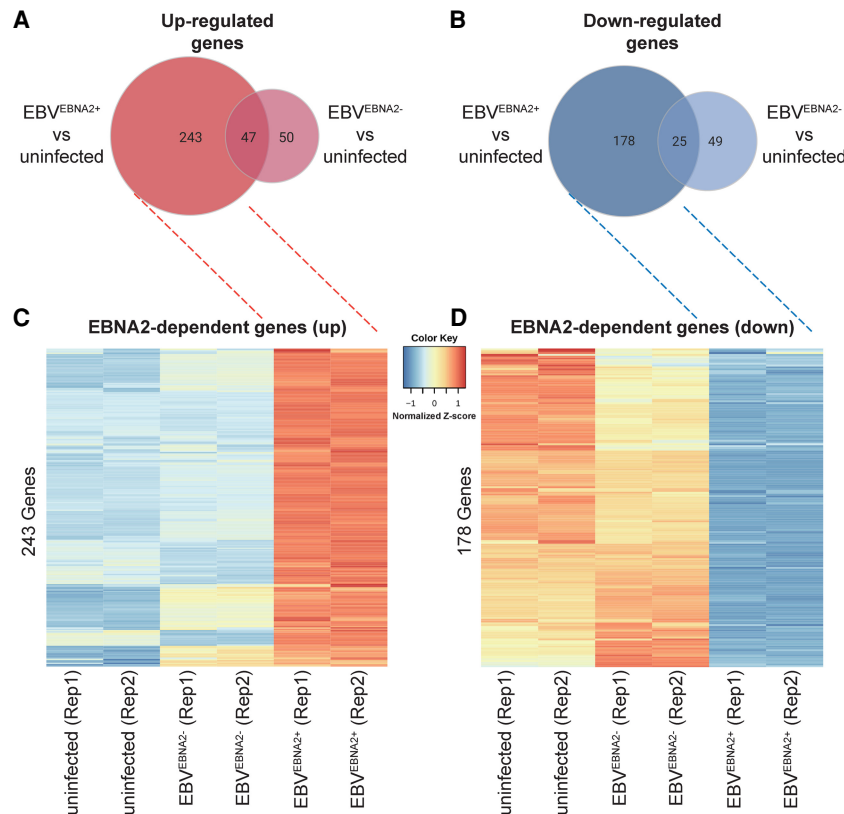 A
Up-regulated
genes
EBV^EBNA2+
vs
uninfected
243
47
50
EBV^EBNA2-
vs
uninfected
B
Down-regulated
genes
EBV^EBNA2+
vs
uninfected
178
25
49
EBV^EBNA2-
vs
uninfected
C
EBNA2-dependent genes (up)
243 Genes
uninfected (Rep1)
uninfected (Rep2)
EBV^EBNA2- (Rep1)
EBV^EBNA2- (Rep2)
EBV^EBNA2+ (Rep1)
EBV^EBNA2+ (Rep2)
Color Key
−1 0 1
Normalized Z-score
D
EBNA2-dependent genes (down)
178 Genes
uninfected (Rep1)
uninfected (Rep2)
EBV^EBNA2- (Rep1)
EBV^EBNA2- (Rep2)
EBV^EBNA2+ (Rep1)
EBV^EBNA2+ (Rep2)